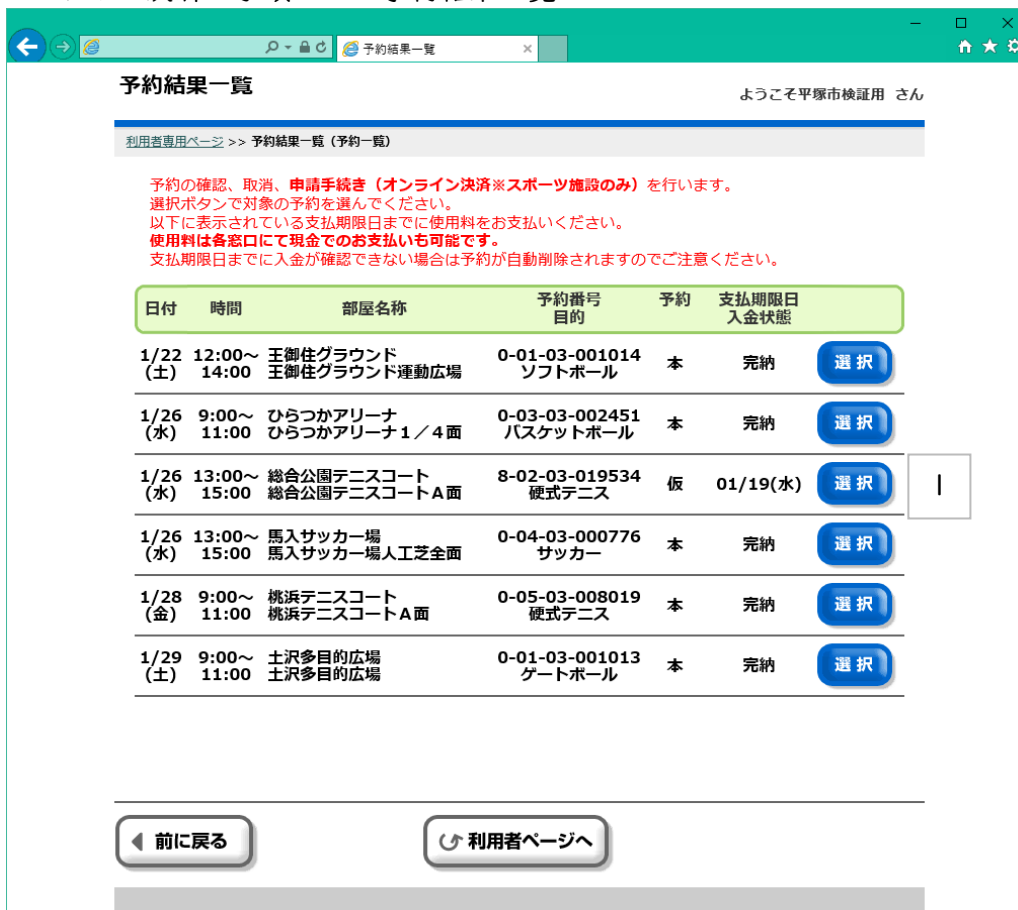 予約結果一覧
予約結果一覧
ようこそ平塚市検証用 さん
利用者専用ページ >> 予約結果一覧（予約一覧）
予約の確認、取消、申請手続き（オンライン決済※スポーツ施設のみ）を行います。
選択ボタンで対象の予約を選んでください。
以下に表示されている支払期限日までに使用料をお支払いください。
使用料は各窓口にて現金でのお支払いも可能です。
支払期限日までに入金が確認できない場合は予約が自動削除されますのでご注意ください。
日付 時間 部屋名称 予約番号 予約 支払期限日
目的 入金状態
1/22 12:00～ 王御住グラウンド 0-01-03-001014 本 完納 選択
(土) 14:00 王御住グラウンド運動広場 ソフトボール
1/26 9:00～ ひらつかアリーナ 0-03-03-002451 本 完納 選択
(水) 11:00 ひらつかアリーナ１／４面 バスケットボール
1/26 13:00～ 総合公園テニスコート 8-02-03-019534 仮 01/19(水) 選択
(水) 15:00 総合公園テニスコートＡ面 硬式テニス
1/26 13:00～ 馬入サッカー場 0-04-03-000776 本 完納 選択
(水) 15:00 馬入サッカー場人工芝全面 サッカー
1/28 9:00～ 桃浜テニスコート 0-05-03-008019 本 完納 選択
(金) 11:00 桃浜テニスコートＡ面 硬式テニス
1/29 9:00～ 土沢多目的広場 0-01-03-001013 本 完納 選択
(土) 11:00 土沢多目的広場 ゲートボール
前に戻る
利用者ページへ